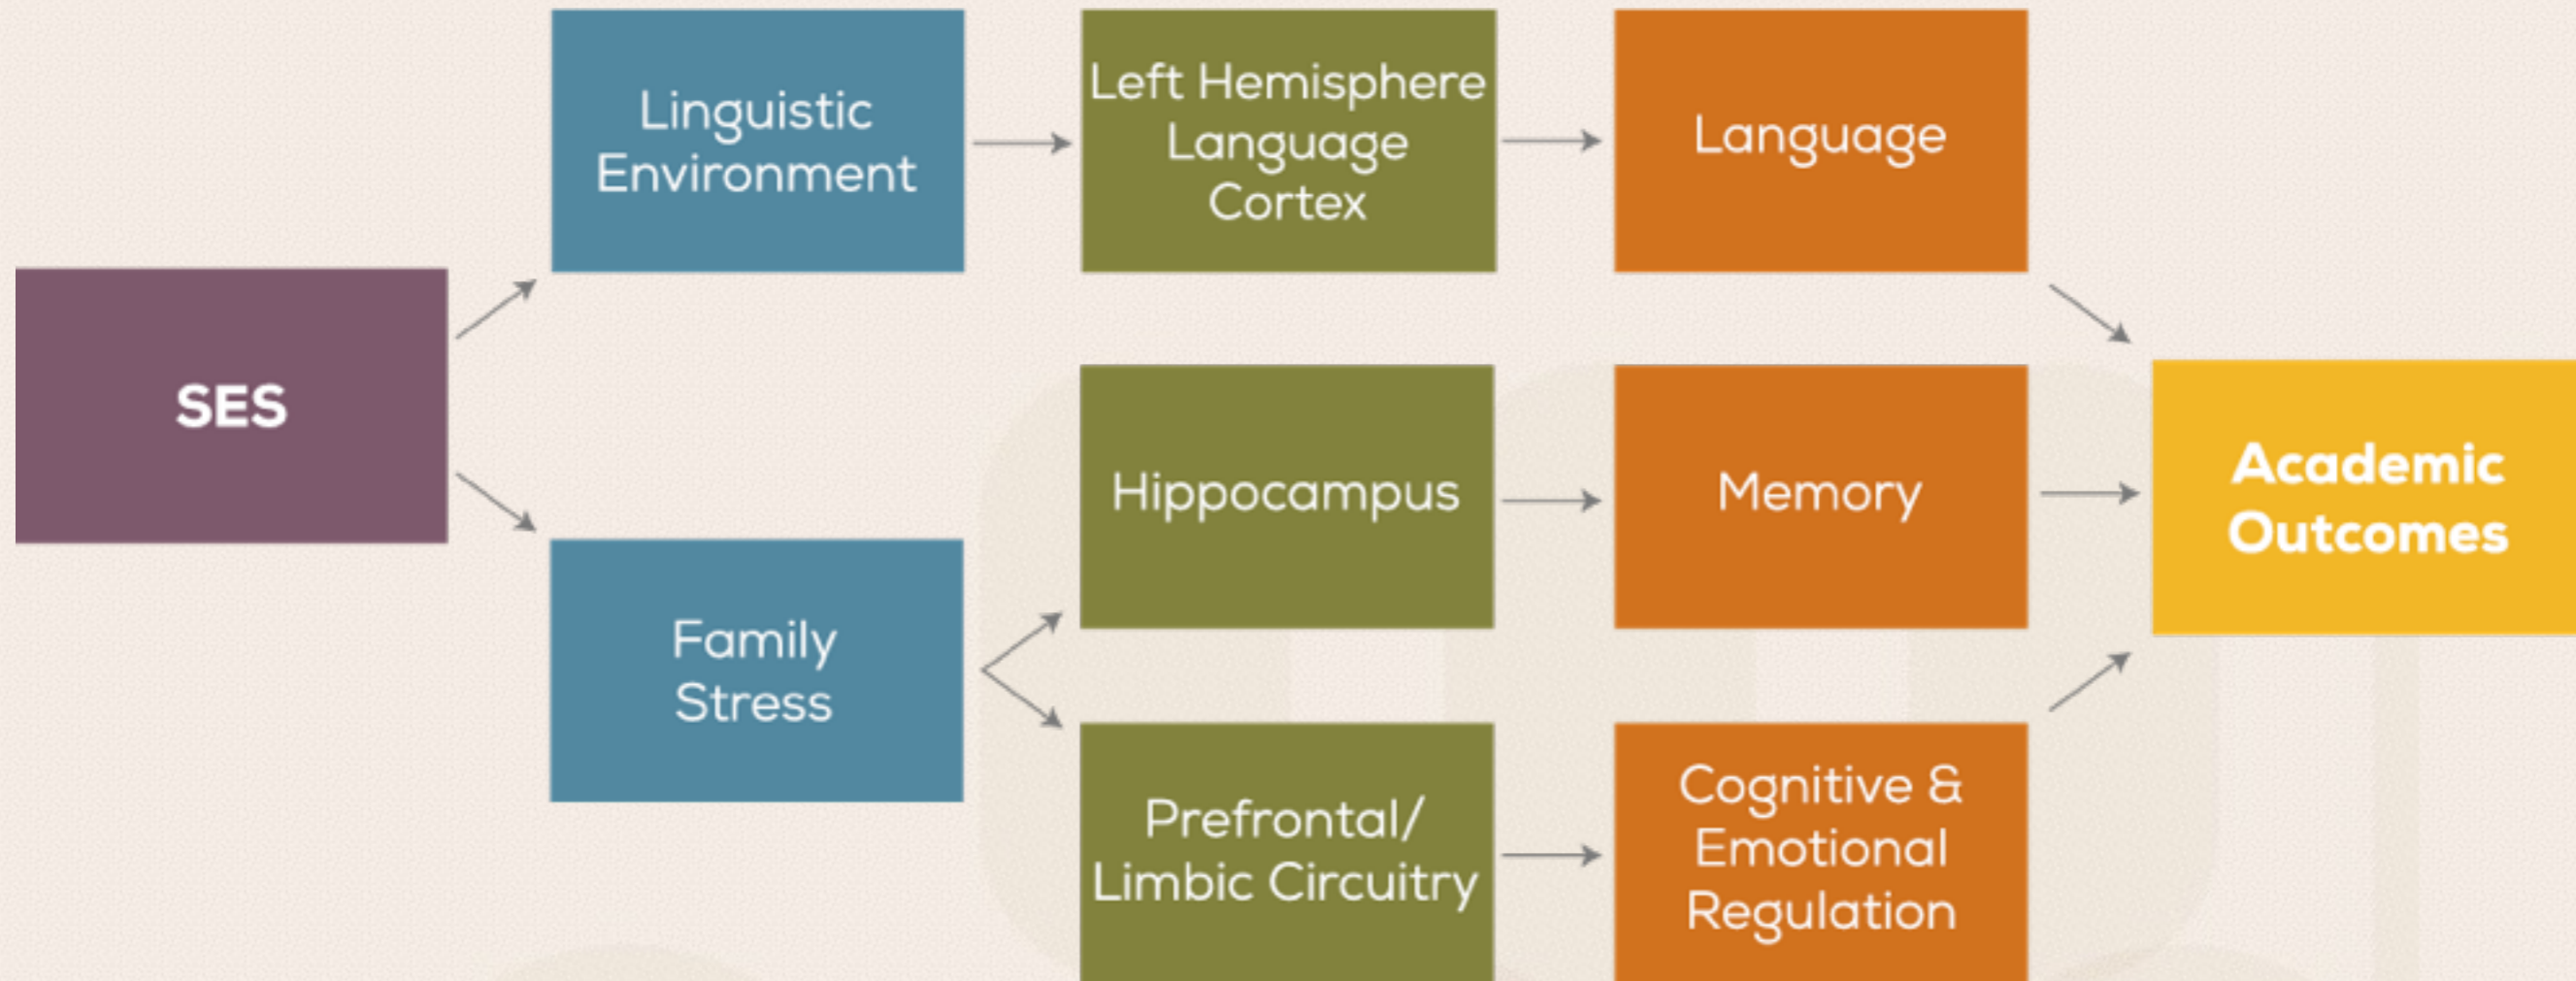 SES
Linguistic
Environment
Family
Stress
Left Hemisphere
Language
Cortex
Hippocampus
Prefrontal/
Limbic Circuitry
Language
Memory
Cognitive &
Emotional
Regulation
Academic
Outcomes